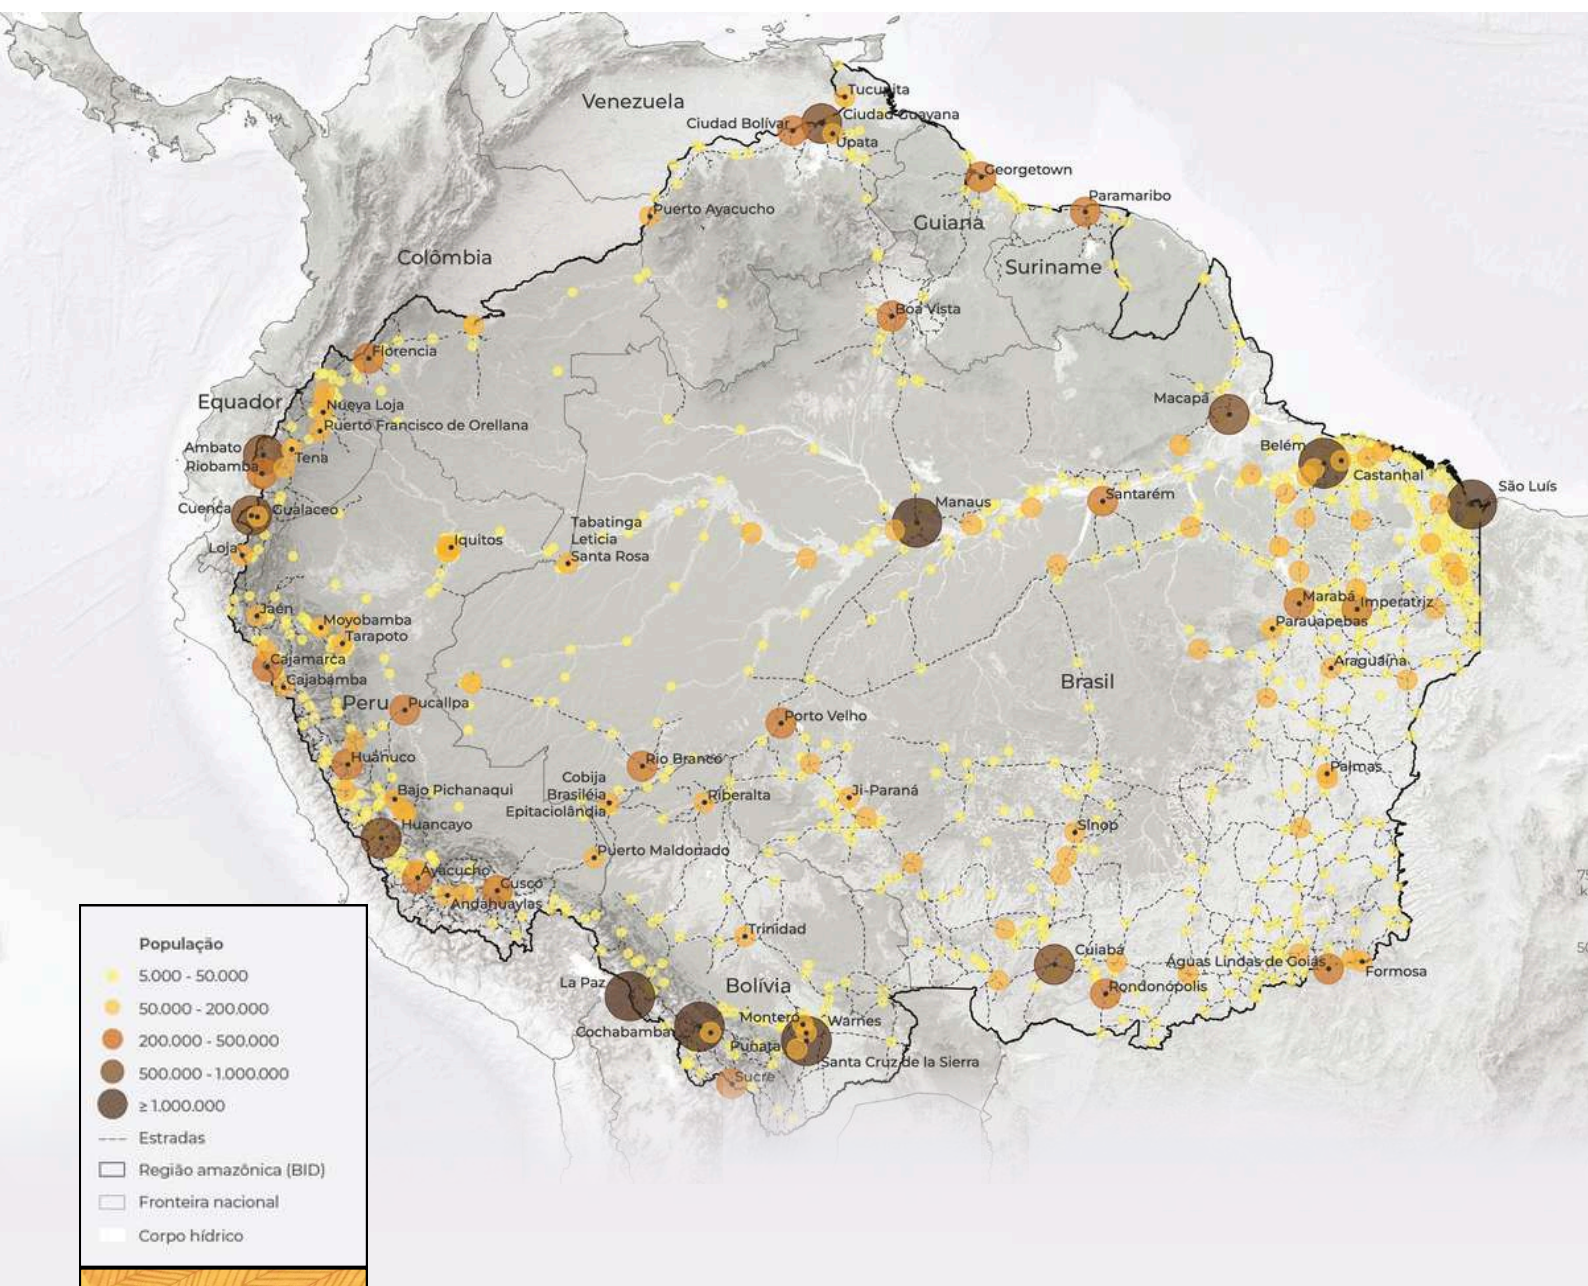 Venezuela
Tucupita
Ciudad Bolívar
Ciudad Guayana
Upata
Georgetown
Paramaribo
Puerto Ayacucho
Guiana
Colômbia
Suriname
Boa Vista
Florencia
Equador
Nueva Loja
Puerto Francisco de Orellana
Macapá
Ambato
Riobamba
Tena
Belém
Castanhal
São Luís
Cuenca
Gualaceo
Manaus
Santarém
Tabatinga
Leticia
Santa Rosa
Iquitos
Loja
Jaén
Moyobamba
Tarapoto
Marabá
Imperatriz
Parauapebas
Cajamarca
Cajabamba
Araguaína
Brasil
Peru
Pucallpa
Porto Velho
Huánuco
Rio Branco
Palmas
Cobija
Brasiléia
Epitaciolândia
Bajo Pichanaqui
Riberalta
Ji-Paraná
Huancayo
Sinop
Puerto Maldonado
Ayacucho
Cusco
Andahuaylas
Trinidad
Cuiabá
Águas Lindas de Goiás
Formosa
La Paz
Bolívia
Rondonópolis
Cochabamba
Montero
Warnes
Punata
Santa Cruz de la Sierra
Sucre
75
50
População
5.000 - 50.000
50.000 - 200.000
200.000 - 500.000
500.000 - 1.000.000
≥ 1.000.000
Estradas
Região amazônica (BID)
Fronteira nacional
Corpo hídrico